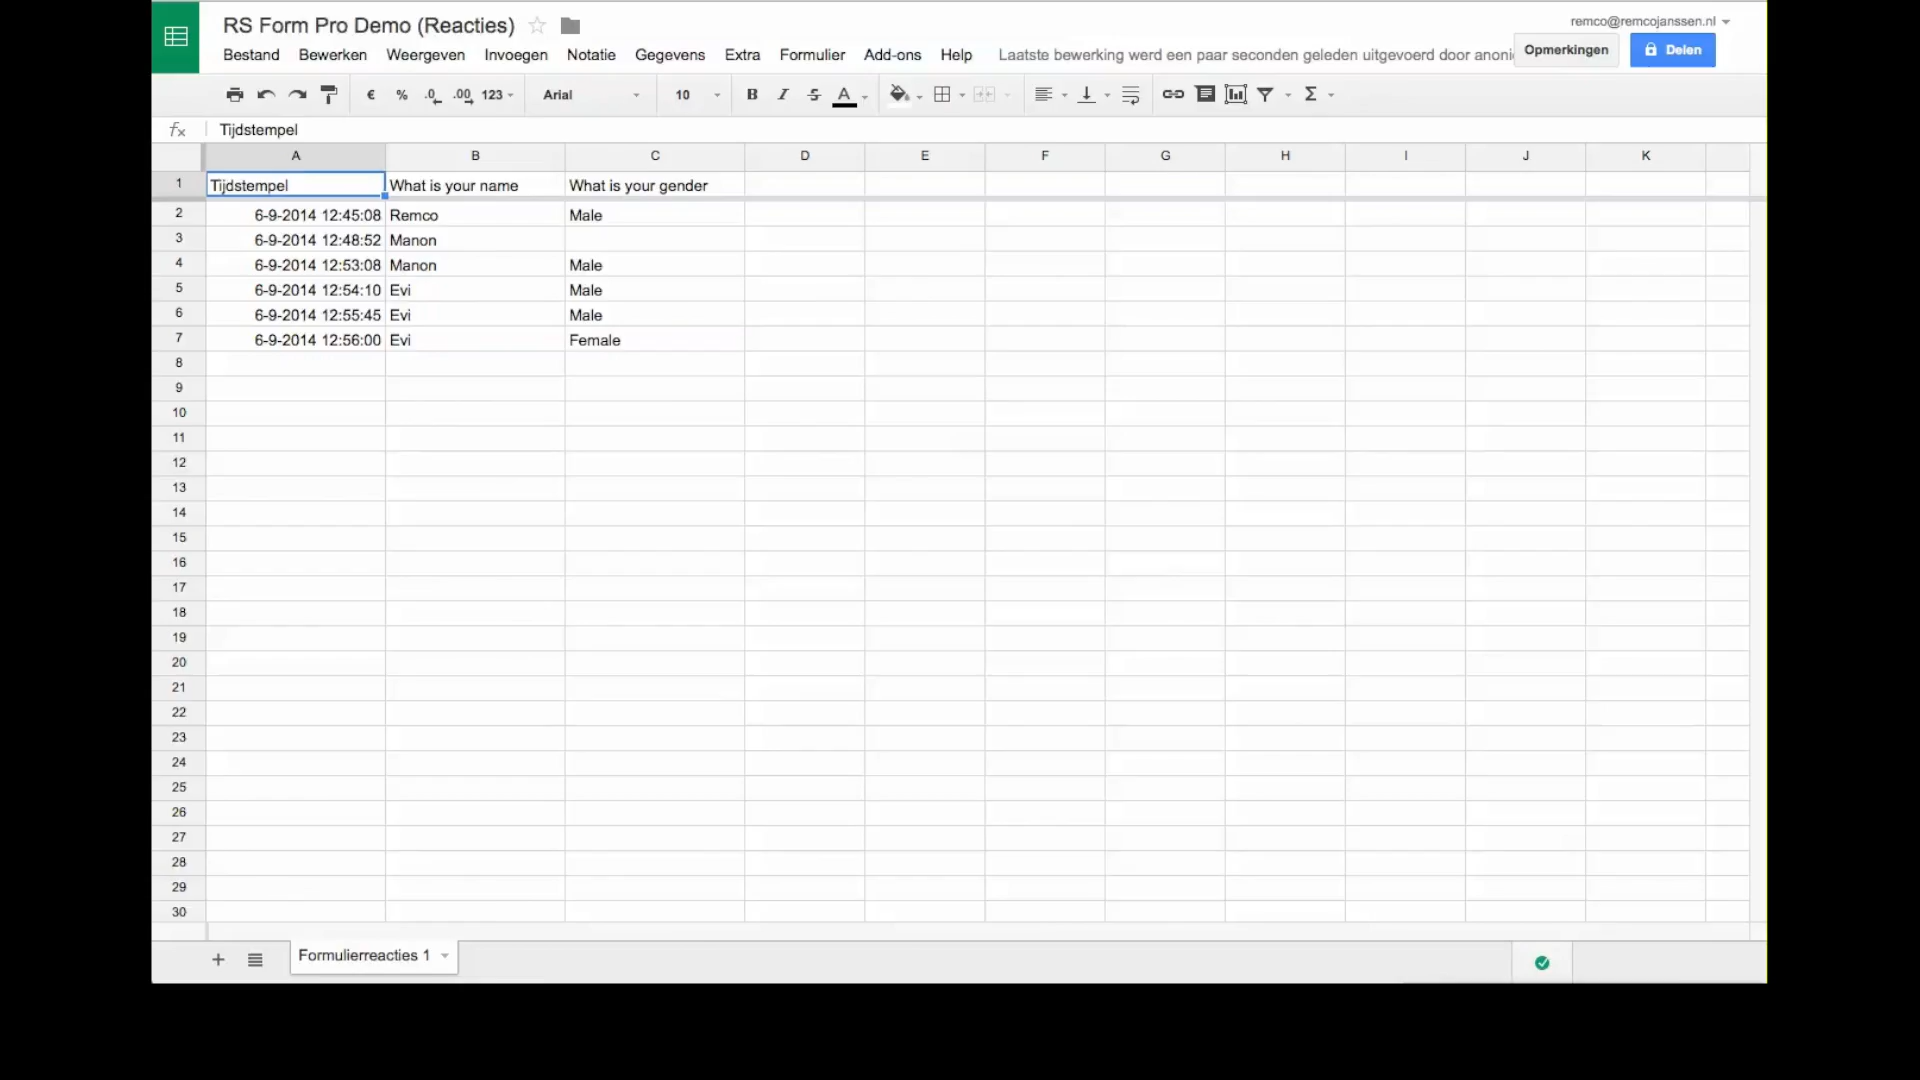 RS Form Pro Demo (Reacties)
remco@remcojanssen.nl
Bestand Bewerken Weergeven Invoegen Notatie Gegevens Extra Formulier Add-ons Help Laatste bewerking werd een paar seconden geleden uitgevoerd door anoni
Opmerkingen
Delen
€ % .0 .00 123 Arial 10 B I S A Σ
fx Tijdstempel
A B C D E F G H I J K
1 Tijdstempel What is your name What is your gender
2 6-9-2014 12:45:08 Remco Male
3 6-9-2014 12:48:52 Manon
4 6-9-2014 12:53:08 Manon Male
5 6-9-2014 12:54:10 Evi Male
6 6-9-2014 12:55:45 Evi Male
7 6-9-2014 12:56:00 Evi Female
8
9
10
11
12
13
14
15
16
17
18
19
20
21
22
23
24
25
26
27
28
29
30
+ Formulierreacties 1